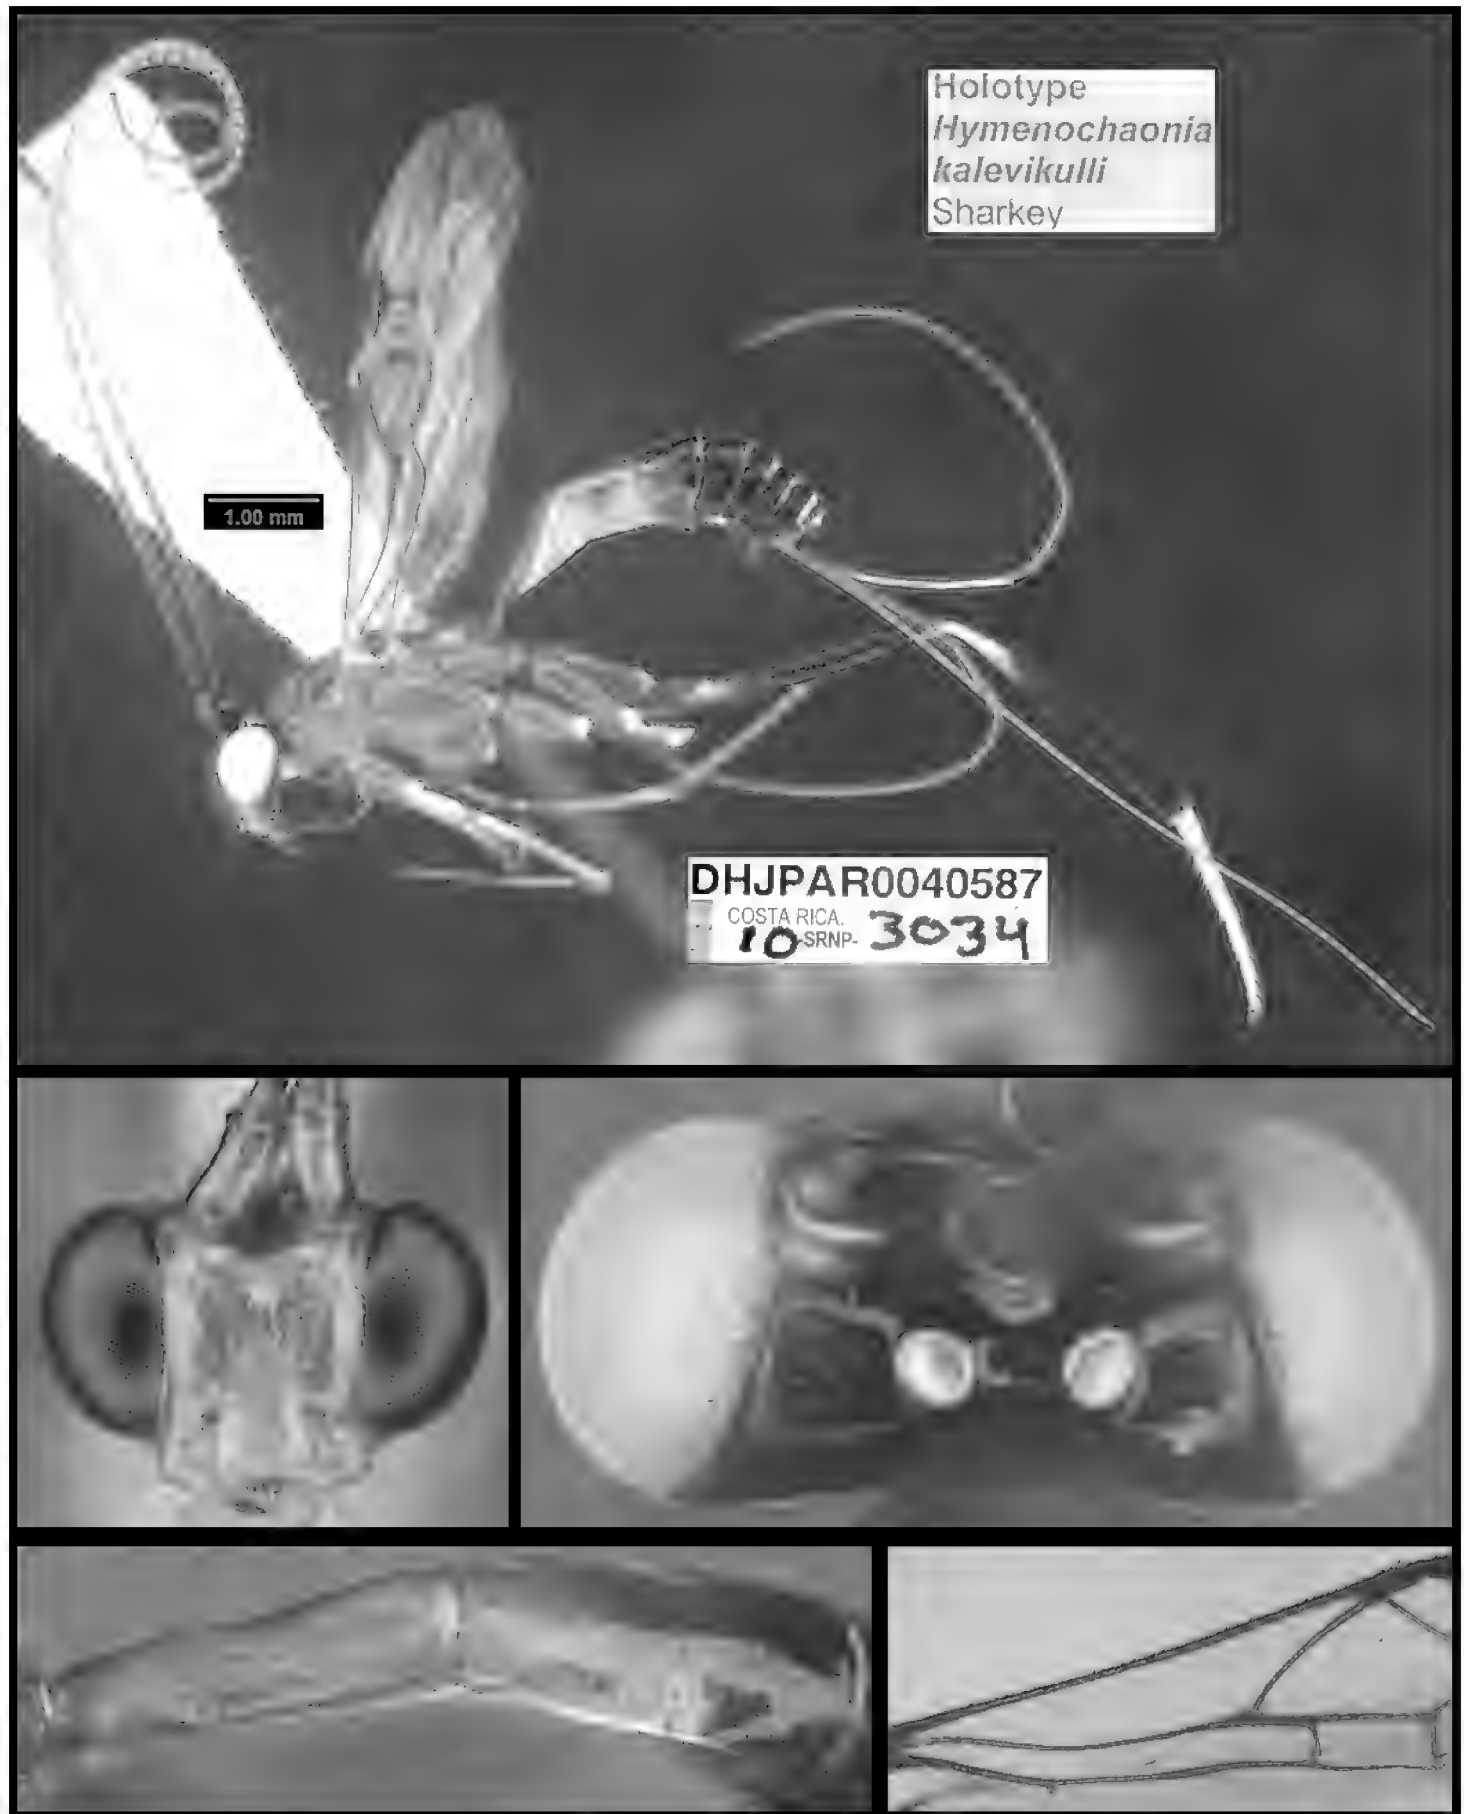 Holotype
Hymenochaonia
kalevikulli
Sharkey
1.00 mm
DHJPAR0040587
COSTA RICA.
10-SRNP- 3034